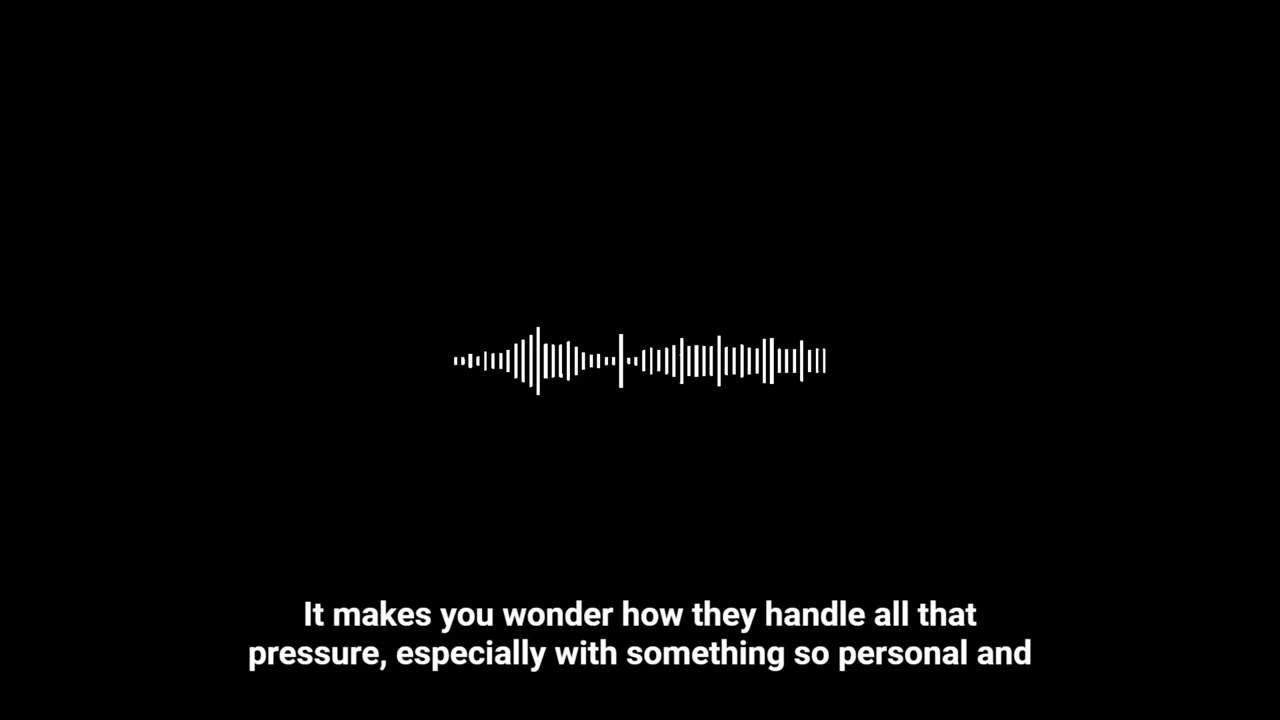 It makes you wonder how they handle all that
pressure, especially with something so personal and